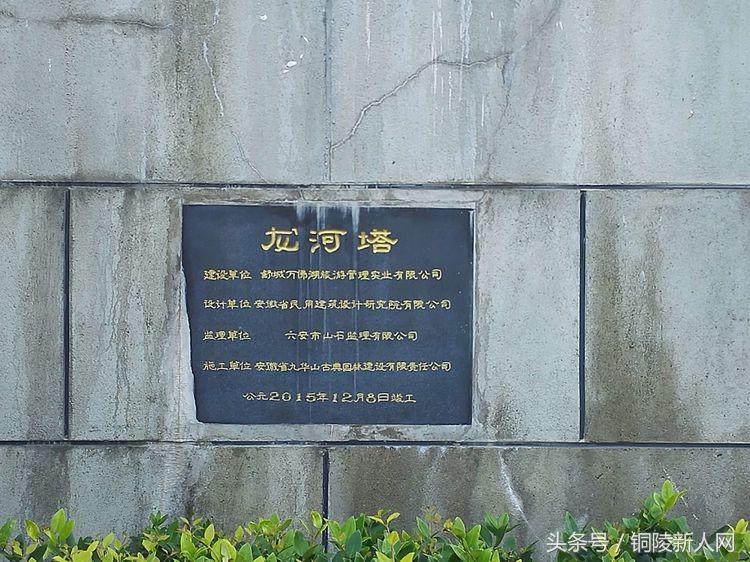 龙河塔
建设单位 舒城万佛湖旅游管理实业有限公司
设计单位 安徽省民用建筑设计研究院有限公司
监理单位 六安市山石监理有限公司
施工单位 安徽省九华山古典园林建设有限责任公司
公元2015年12月8日竣工
头条号 / 铜陵新人网